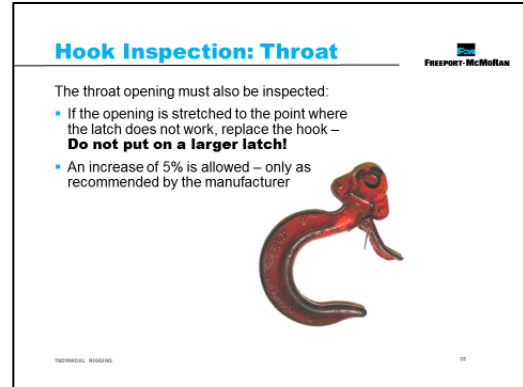 Hook Inspection: Throat
FCX
FREEPORT-McMoRAN
The throat opening must also be inspected:
▪ If the opening is stretched to the point where
the latch does not work, replace the hook –
Do not put on a larger latch!
▪ An increase of 5% is allowed – only as
recommended by the manufacturer
TECHNICAL RIGGING